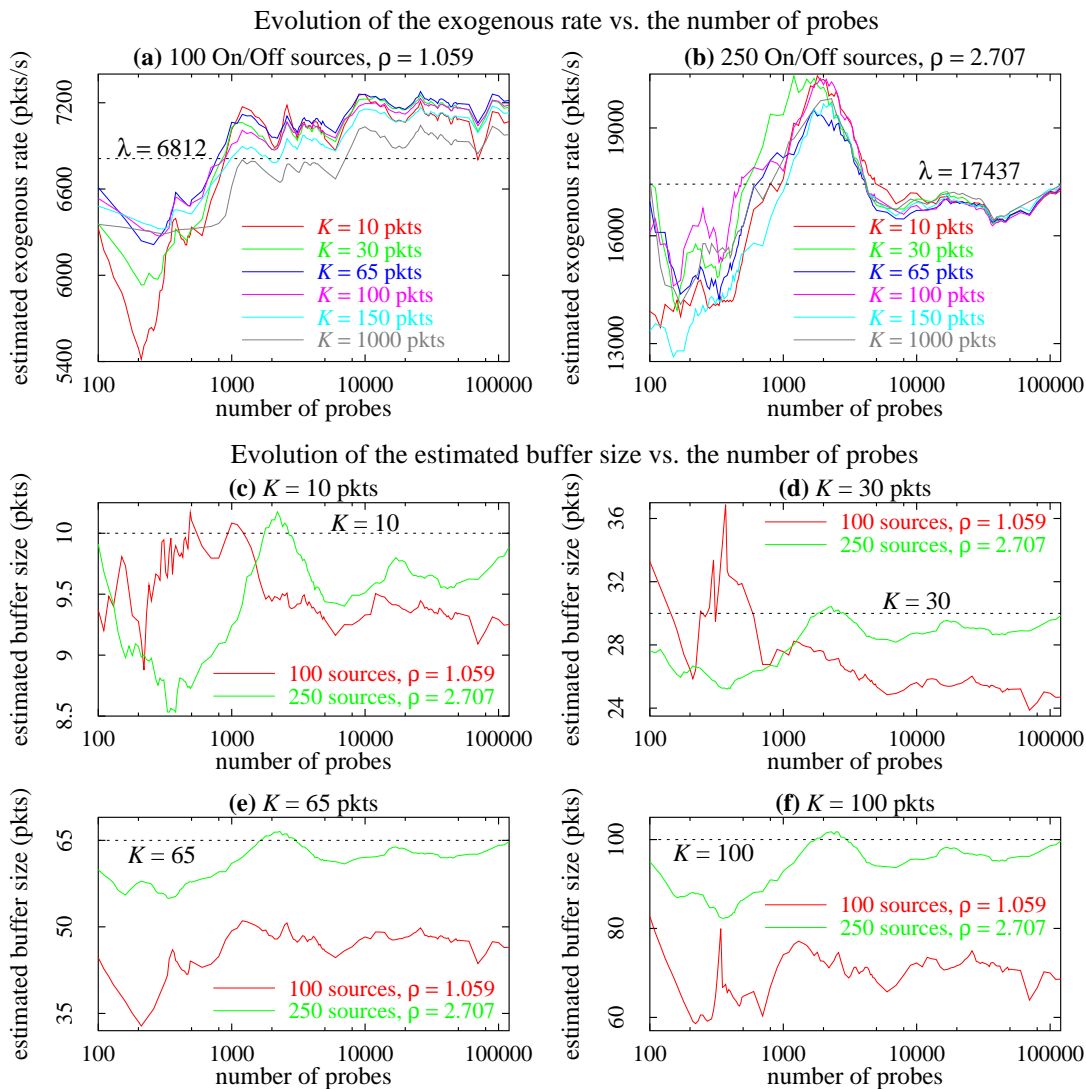 Evolution of the exogenous rate vs. the number of probes
(a) 100 On/Off sources, ρ = 1.059
estimated exogenous rate (pkts/s)
7200
6600
6000
5400
λ = 6812
K = 10 pkts
K = 30 pkts
K = 65 pkts
K = 100 pkts
K = 150 pkts
K = 1000 pkts
100 1000 10000 100000
number of probes
(b) 250 On/Off sources, ρ = 2.707
estimated exogenous rate (pkts/s)
19000
16000
13000
λ = 17437
K = 10 pkts
K = 30 pkts
K = 65 pkts
K = 100 pkts
K = 150 pkts
K = 1000 pkts
100 1000 10000 100000
number of probes
Evolution of the estimated buffer size vs. the number of probes
(c) K = 10 pkts
estimated buffer size (pkts)
10
9.5
9
8.5
K = 10
100 sources, ρ = 1.059
250 sources, ρ = 2.707
100 1000 10000 100000
number of probes
(d) K = 30 pkts
estimated buffer size (pkts)
36
32
28
24
100 sources, ρ = 1.059
250 sources, ρ = 2.707
K = 30
100 1000 10000 100000
number of probes
(e) K = 65 pkts
estimated buffer size (pkts)
65
50
35
K = 65
100 sources, ρ = 1.059
250 sources, ρ = 2.707
100 1000 10000 100000
number of probes
(f) K = 100 pkts
estimated buffer size (pkts)
100
80
60
K = 100
100 sources, ρ = 1.059
250 sources, ρ = 2.707
100 1000 10000 100000
number of probes